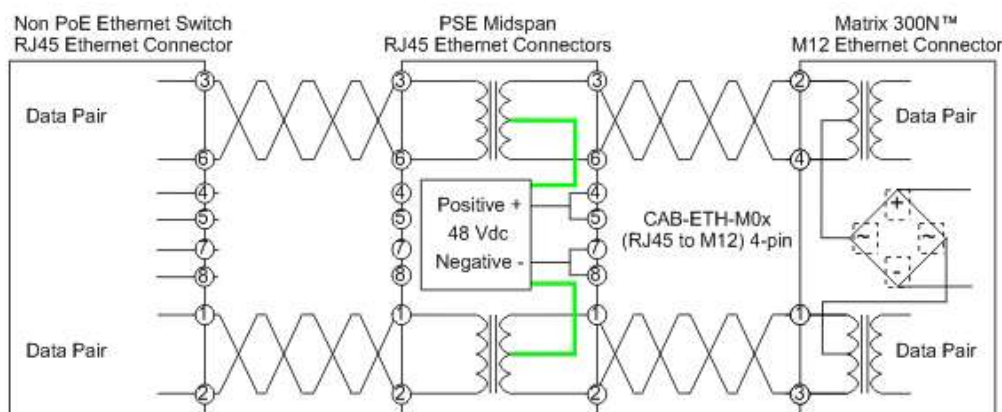 Non PoE Ethernet Switch
RJ45 Ethernet Connector
PSE Midspan
RJ45 Ethernet Connectors
Matrix 300N™
M12 Ethernet Connector
3
3
3
2
Data Pair
Data Pair
6
6
6
4
4
4
4
Positive +
5
5
5
48 Vdc
CAB-ETH-M0x
(RJ45 to M12) 4-pin
+
~
~
-
7
7
7
Negative -
8
8
8
1
1
1
1
Data Pair
Data Pair
2
2
2
3